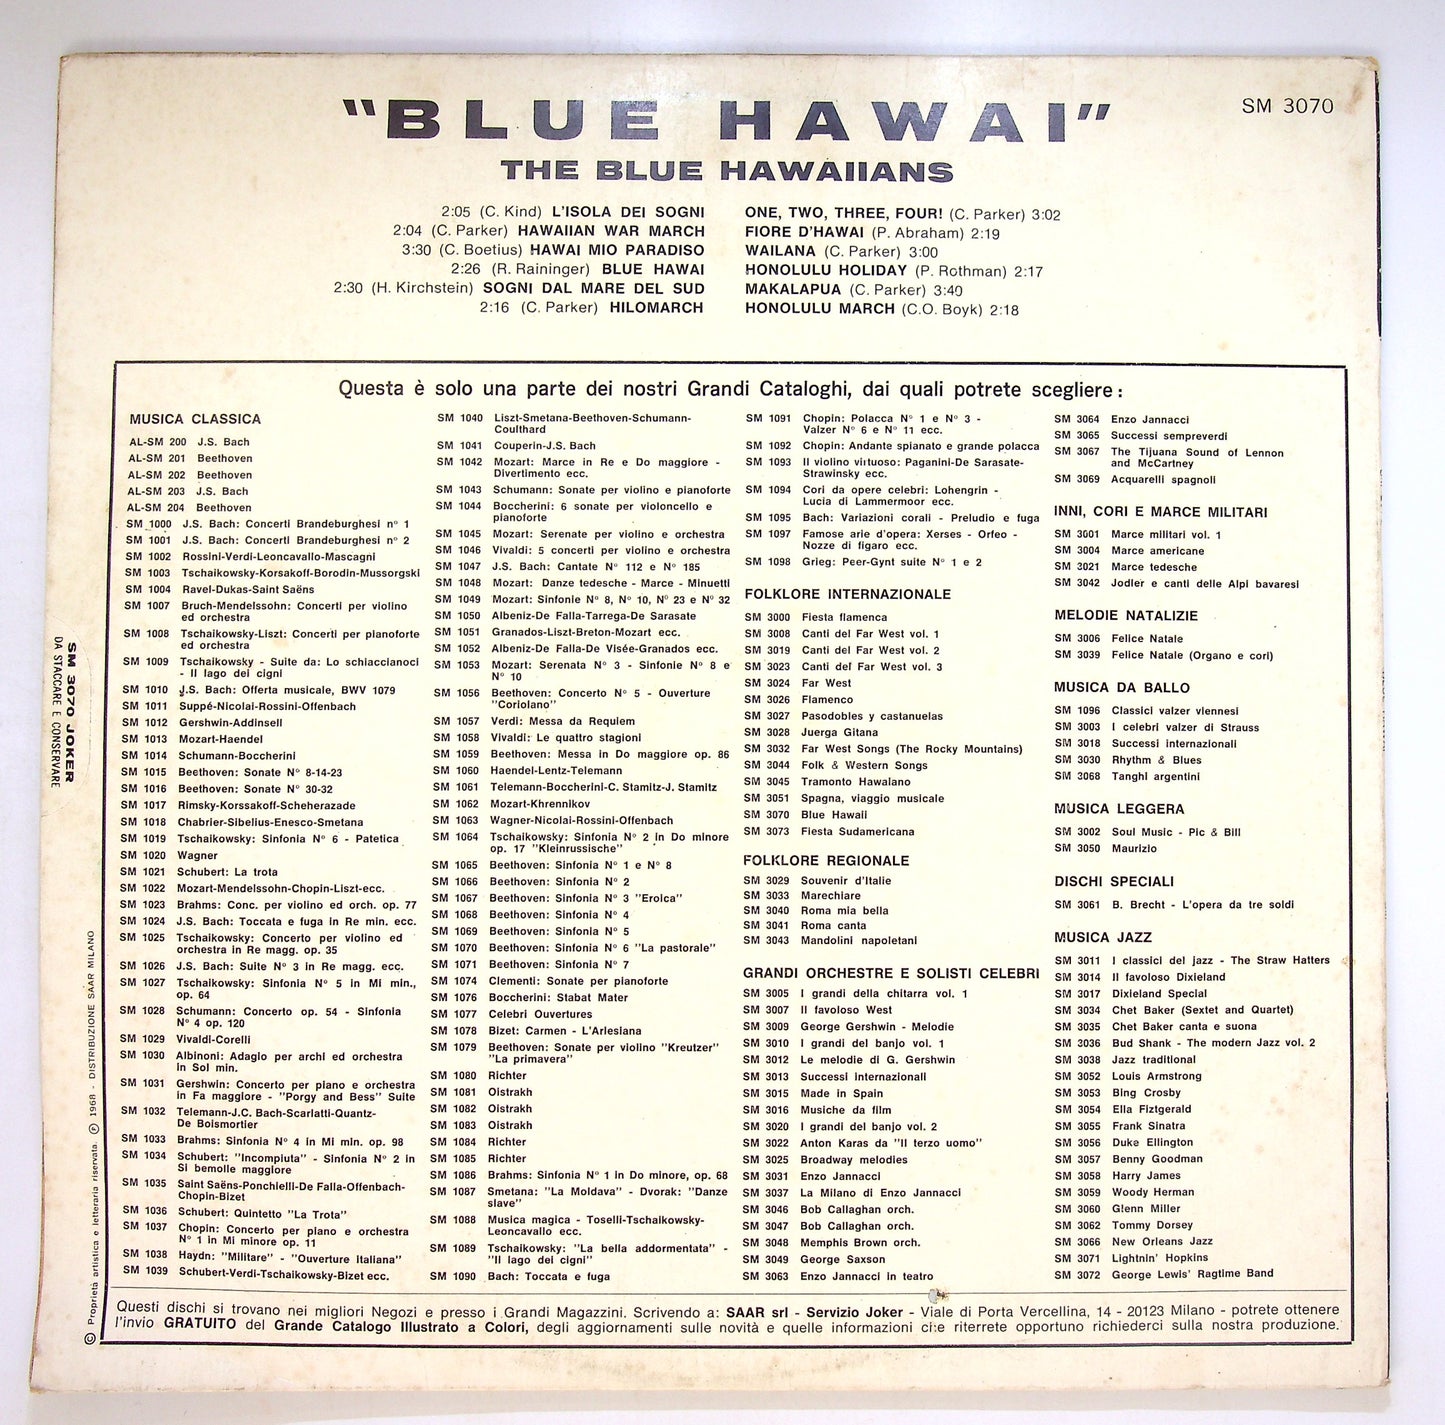 "BLUE HAWAI"
SM 3070
THE BLUE HAWAIIANS
2:05 (C. Kind) L'ISOLA DEI SOGNI
2:04 (C. Parker) HAWAIIAN WAR MARCH
3:30 (C. Boetius) HAWAI MIO PARADISO
2:26 (R. Raininger) BLUE HAWAI
2:30 (H. Kirchstein) SOGNI DAL MARE DEL SUD
2:16 (C. Parker) HILOMARCH
ONE, TWO, THREE, FOUR! (C. Parker) 3:02
FIORE D'HAWAI (P. Abraham) 2:19
WAILANA (C. Parker) 3:00
HONOLULU HOLIDAY (P. Rothman) 2:17
MAKALAPUA (C. Parker) 3:40
HONOLULU MARCH (C.O. Boyk) 2:18
Questa è solo una parte dei nostri Grandi Cataloghi, dai quali potrete scegliere:
MUSICA CLASSICA
AL-SM 200 J.S. Bach
AL-SM 201 Beethoven
AL-SM 202 Beethoven
AL-SM 203 J.S. Bach
AL-SM 204 Beethoven
SM 1000 J.S. Bach: Concerti Brandeburghesi n° 1
SM 1001 J.S. Bach: Concerti Brandeburghesi n° 2
SM 1002 Rossini-Verdi-Leoncavallo-Mascagni
SM 1003 Tschaikowsky-Korsakoff-Borodin-Mussorgski
SM 1004 Ravel-Dukas-Saint Saëns
SM 1007 Bruch-Mendelssohn: Concerti per violino
ed orchestra
SM 1008 Tschaikowsky-Liszt: Concerti per pianoforte
ed orchestra
SM 1009 Tschaikowsky - Suite da: Lo schiaccianoci
- Il lago dei cigni
SM 1010 J.S. Bach: Offerta musicale, BWV 1079
SM 1011 Suppé-Nicolai-Rossini-Offenbach
SM 1012 Gershwin-Addinsell
SM 1013 Mozart-Haendel
SM 1014 Schumann-Boccherini
SM 1015 Beethoven: Sonate N° 8-14-23
SM 1016 Beethoven: Sonate N° 30-32
SM 1017 Rimsky-Korssakoff-Scheherazade
SM 1018 Chabrier-Sibelius-Enesco-Smetana
SM 1019 Tschaikowsky: Sinfonia N° 6 - Patetica
SM 1020 Wagner
SM 1021 Schubert: La trota
SM 1022 Mozart-Mendelssohn-Chopin-Liszt-ecc.
SM 1023 Brahms: Conc. per violino ed orch. op. 77
SM 1024 J.S. Bach: Toccata e fuga in Re min. ecc.
SM 1025 Tschaikowsky: Concerto per violino ed
orchestra in Re magg. op. 35
SM 1026 J.S. Bach: Suite N° 3 in Re magg. ecc.
SM 1027 Tschaikowsky: Sinfonia N° 5 in Mi min.,
op. 64
SM 1028 Schumann: Concerto op. 54 - Sinfonia
N° 4 op. 120
SM 1029 Vivaldi-Corelli
SM 1030 Albinoni: Adagio per archi ed orchestra
in Sol min.
SM 1031 Gershwin: Concerto per piano e orchestra
in Fa maggiore - "Porgy and Bess" Suite
SM 1032 Telemann-J.C. Bach-Scarlatti-Quantz-
De Boismortier
SM 1033 Brahms: Sinfonia N° 4 in Mi min. op. 98
SM 1034 Schubert: "Incompiuta" - Sinfonia N° 2 in
Si bemolle maggiore
SM 1035 Saint Saëns-Ponchielli-De Falla-Offenbach-
Chopin-Bizet
SM 1036 Schubert: Quintetto "La Trota"
SM 1037 Chopin: Concerto per piano e orchestra
N° 1 in Mi minore op. 11
SM 1038 Haydn: "Militare" - "Ouverture italiana"
SM 1039 Schubert-Verdi-Tschaikowsky-Bizet ecc.
SM 1040 Liszt-Smetana-Beethoven-Schumann-
Coulthard
SM 1041 Couperin-J.S. Bach
SM 1042 Mozart: Marce in Re e Do maggiore -
Divertimento ecc.
SM 1043 Schumann: Sonate per violino e pianoforte
SM 1044 Boccherini: 6 sonate per violoncello e
pianoforte
SM 1045 Mozart: Serenate per violino e orchestra
SM 1046 Vivaldi: 5 concerti per violino e orchestra
SM 1047 J.S. Bach: Cantate N° 112 e N° 185
SM 1048 Mozart: Danze tedesche - Marce - Minuetti
SM 1049 Mozart: Sinfonie N° 8, N° 10, N° 23 e N° 32
SM 1050 Albeniz-De Falla-Tarrega-De Sarasate
SM 1051 Granados-Liszt-Breton-Mozart ecc.
SM 1052 Albeniz-De Falla-De Visée-Granados ecc.
SM 1053 Mozart: Serenata N° 3 - Sinfonie N° 8 e
N° 10
SM 1056 Beethoven: Concerto N° 5 - Ouverture
"Coriolano"
SM 1057 Verdi: Messa da Requiem
SM 1058 Vivaldi: Le quattro stagioni
SM 1059 Beethoven: Messa in Do maggiore op. 86
SM 1060 Haendel-Lentz-Telemann
SM 1061 Telemann-Boccherini-C. Stamitz-J. Stamitz
SM 1062 Mozart-Khrennikov
SM 1063 Wagner-Nicolai-Rossini-Offenbach
SM 1064 Tschaikowsky: Sinfonia N° 2 in Do minore
op. 17 "Kleinrussische"
SM 1065 Beethoven: Sinfonia N° 1 e N° 8
SM 1066 Beethoven: Sinfonia N° 2
SM 1067 Beethoven: Sinfonia N° 3 "Eroica"
SM 1068 Beethoven: Sinfonia N° 4
SM 1069 Beethoven: Sinfonia N° 5
SM 1070 Beethoven: Sinfonia N° 6 "La pastorale"
SM 1071 Beethoven: Sinfonia N° 7
SM 1074 Clementi: Sonate per pianoforte
SM 1076 Boccherini: Stabat Mater
SM 1077 Celebri Ouvertures
SM 1078 Bizet: Carmen - L'Arlesiana
SM 1079 Beethoven: Sonate per violino "Kreutzer"
"La primavera"
SM 1080 Richter
SM 1081 Oistrakh
SM 1082 Oistrakh
SM 1083 Oistrakh
SM 1084 Richter
SM 1085 Richter
SM 1086 Brahms: Sinfonia N° 1 in Do minore, op. 68
SM 1087 Smetana: "La Moldava" - Dvorak: "Danze
slave"
SM 1088 Musica magica - Toselli-Tschaikowsky-
Leoncavallo ecc.
SM 1089 Tschaikowsky: "La bella addormentata" -
"Il lago dei cigni"
SM 1090 Bach: Toccata e fuga
SM 1091 Chopin: Polacca N° 1 e N° 3 -
Valzer N° 6 e N° 11 ecc.
SM 1092 Chopin: Andante spianato e grande polacca
SM 1093 Il violino virtuoso: Paganini-De Sarasate-
Strawinsky ecc.
SM 1094 Cori da opere celebri: Lohengrin -
Lucia di Lammermoor ecc.
SM 1095 Bach: Variazioni corali - Preludio e fuga
SM 1097 Famose arie d'opera: Xerses - Orfeo -
Nozze di figaro ecc.
SM 1098 Grieg: Peer-Gynt suite N° 1 e 2
FOLKLORE INTERNAZIONALE
SM 3000 Fiesta flamenca
SM 3008 Canti del Far West vol. 1
SM 3019 Canti del Far West vol. 2
SM 3023 Canti del Far West vol. 3
SM 3024 Far West
SM 3026 Flamenco
SM 3027 Pasodobles y castanuelas
SM 3028 Juerga Gitana
SM 3032 Far West Songs (The Rocky Mountains)
SM 3044 Folk & Western Songs
SM 3045 Tramonto Hawaiano
SM 3051 Spagna, viaggio musicale
SM 3070 Blue Hawaii
SM 3073 Fiesta Sudamericana
FOLKLORE REGIONALE
SM 3029 Souvenir d'Italie
SM 3033 Marechiare
SM 3040 Roma mia bella
SM 3041 Roma canta
SM 3043 Mandolini napoletani
GRANDI ORCHESTRE E SOLISTI CELEBRI
SM 3005 I grandi della chitarra vol. 1
SM 3007 Il favoloso West
SM 3009 George Gershwin - Melodie
SM 3010 I grandi del banjo vol. 1
SM 3012 Le melodie di G. Gershwin
SM 3013 Successi internazionali
SM 3015 Made in Spain
SM 3016 Musiche da film
SM 3020 I grandi del banjo vol. 2
SM 3022 Anton Karas da "Il terzo uomo"
SM 3025 Broadway melodies
SM 3031 Enzo Jannacci
SM 3037 La Milano di Enzo Jannacci
SM 3046 Bob Callaghan orch.
SM 3047 Bob Callaghan orch.
SM 3048 Memphis Brown orch.
SM 3049 George Saxson
SM 3063 Enzo Jannacci in teatro
SM 3064 Enzo Jannacci
SM 3065 Successi sempreverdi
SM 3067 The Tijuana Sound of Lennon
and McCartney
SM 3069 Acquarelli spagnoli
INNI, CORI E MARCE MILITARI
SM 3001 Marce militari vol. 1
SM 3004 Marce americane
SM 3021 Marce tedesche
SM 3042 Jodler e canti delle Alpi bavaresi
MELODIE NATALIZIE
SM 3006 Felice Natale
SM 3039 Felice Natale (Organo e cori)
MUSICA DA BALLO
SM 1096 Classici valzer viennesi
SM 3003 I celebri valzer di Strauss
SM 3018 Successi internazionali
SM 3030 Rhythm & Blues
SM 3068 Tanghi argentini
MUSICA LEGGERA
SM 3002 Soul Music - Pic & Bill
SM 3050 Maurizio
DISCHI SPECIALI
SM 3061 B. Brecht - L'opera da tre soldi
MUSICA JAZZ
SM 3011 I classici del jazz - The Straw Hatters
SM 3014 Il favoloso Dixieland
SM 3017 Dixieland Special
SM 3034 Chet Baker (Sextet and Quartet)
SM 3035 Chet Baker canta e suona
SM 3036 Bud Shank - The modern Jazz vol. 2
SM 3038 Jazz traditional
SM 3052 Louis Armstrong
SM 3053 Bing Crosby
SM 3054 Ella Fiztgerald
SM 3055 Frank Sinatra
SM 3056 Duke Ellington
SM 3057 Benny Goodman
SM 3058 Harry James
SM 3059 Woody Herman
SM 3060 Glenn Miller
SM 3062 Tommy Dorsey
SM 3066 New Orleans Jazz
SM 3071 Lightnin' Hopkins
SM 3072 George Lewis' Ragtime Band
Questi dischi si trovano nei migliori Negozi e presso i Grandi Magazzini. Scrivendo a: SAAR srl - Servizio Joker - Viale di Porta Vercellina, 14 - 20123 Milano - potrete ottenere
l'invio GRATUITO del Grande Catalogo Illustrato a Colori, degli aggiornamenti sulle novità e quelle informazioni che riterrete opportuno richiederci sulla nostra produzione.
SM 3070 JOKER
DA STACCARE E CONSERVARE
© Proprietà artistica e letteraria riservata. ℗ 1968 - DISTRIBUZIONE SAAR MILANO